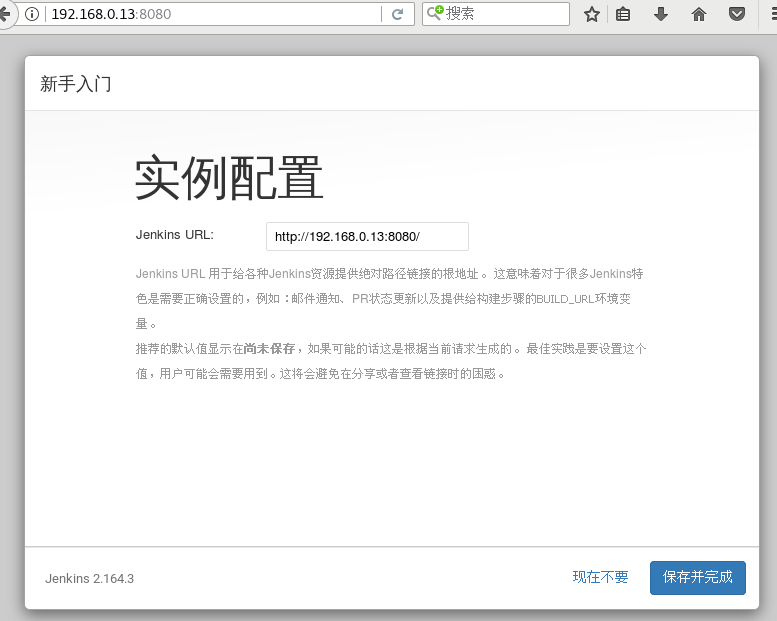 192.168.0.13:8080
搜索
新手入门
实例配置
Jenkins URL:
http://192.168.0.13:8080/
Jenkins URL 用于给各种Jenkins资源提供绝对路径链接的根地址。 这意味着对于很多Jenkins特
色是需要正确设置的，例如：邮件通知、PR状态更新以及提供给构建步骤的BUILD_URL环境变
量。
推荐的默认值显示在尚未保存，如果可能的话这是根据当前请求生成的。 最佳实践是要设置这个
值，用户可能会需要用到。这将会避免在分享或者查看链接时的困惑。
Jenkins 2.164.3
现在不要
保存并完成